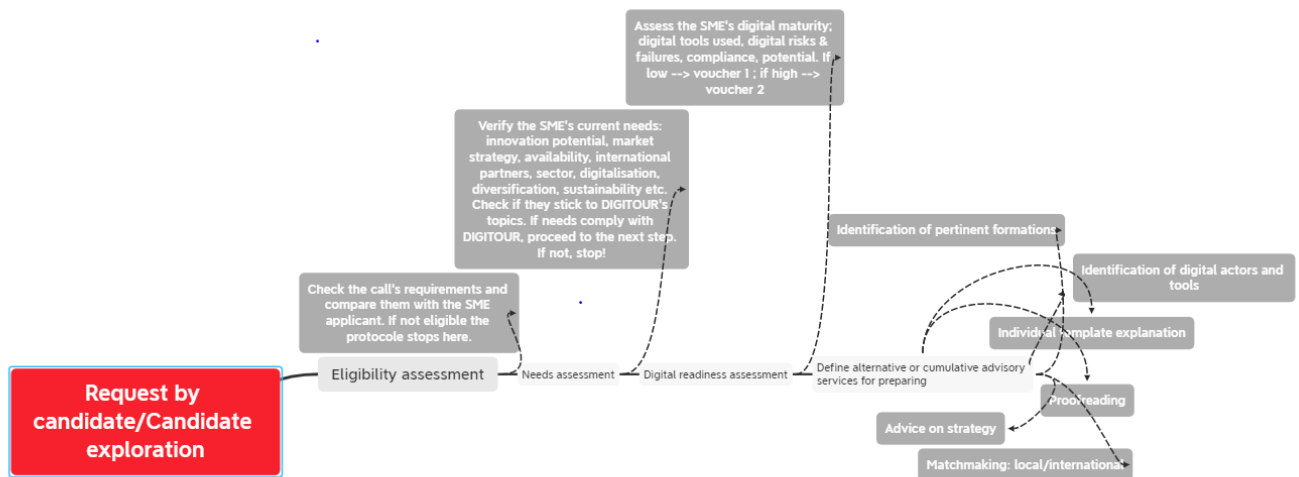 Assess the SME's digital maturity;
digital tools used, digital risks &
failures, compliance, potential. If
low --> voucher 1 ; if high -->
voucher 2
Verify the SME's current needs:
innovation potential, market
strategy, availability, international
partners, sector, digitalisation,
diversification, sustainability etc.
Check if they stick to DIGITOUR's
topics. If needs comply with
DIGITOUR, proceed to the next step.
If not, stop!
Identification of pertinent formations
Identification of digital actors and
tools
Check the call's requirements and
compare them with the SME
applicant. If not eligible the
protocole stops here.
Individual template explanation
Request by
candidate/Candidate
exploration
Eligibility assessment
Needs assessment
Digital readiness assessment
Define alternative or cumulative advisory
services for preparing
Proofreading
Advice on strategy
Matchmaking: local/international